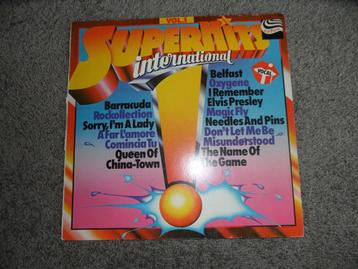 VOL. 1
SUPERHITS
international
Barracuda
Rockollection
Sorry, I'm A Lady
A Far L'amore
Comincia Tu
Queen Of
China-Town
Belfast
Oxygene
I Remember
Elvis Presley
Magic Fly
Needles And Pins
Don't Let Me Be
Misunderstood
The Name Of
the Game
VOCAL